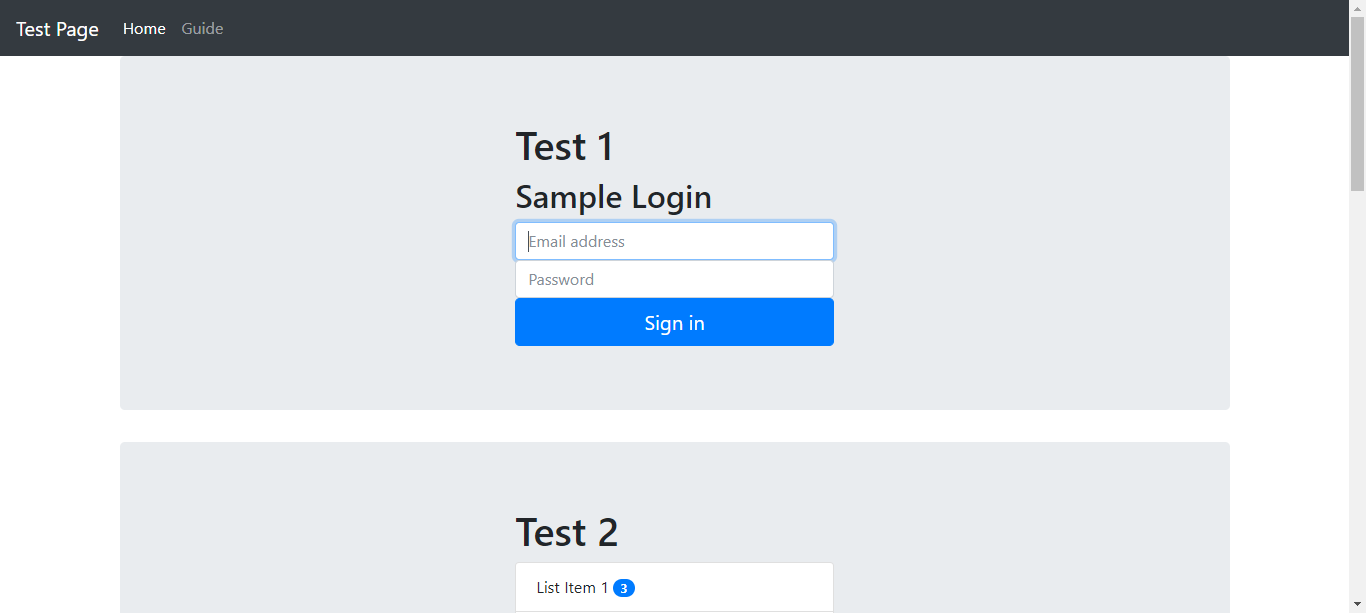 Test Page Home Guide
Test 1
Sample Login
Email address
Password
Sign in
Test 2
List Item 1 3